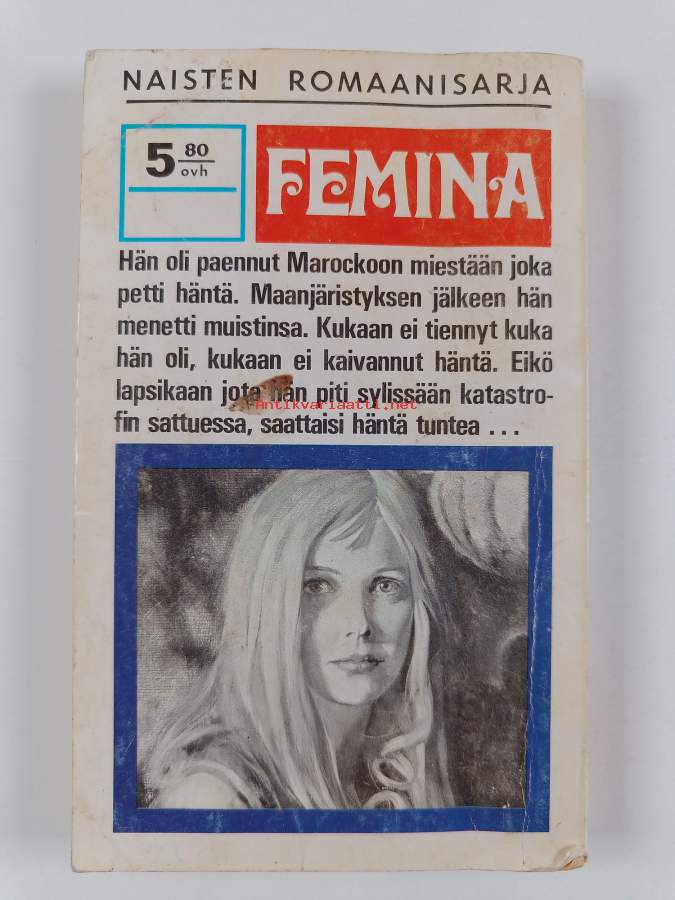 NAISTEN ROMAANISARJA
5 80
ovh
FEMINA
Hän oli paennut Marockoon miestään joka
petti häntä. Maanjäristyksen jälkeen hän
menetti muistinsa. Kukaan ei tiennyt kuka
hän oli, kukaan ei kaivannut häntä. Eikö
lapsikaan jota hän piti sylissään katastro-
Antikvariaatti.net
fin sattuessa, saattaisi häntä tuntea ...